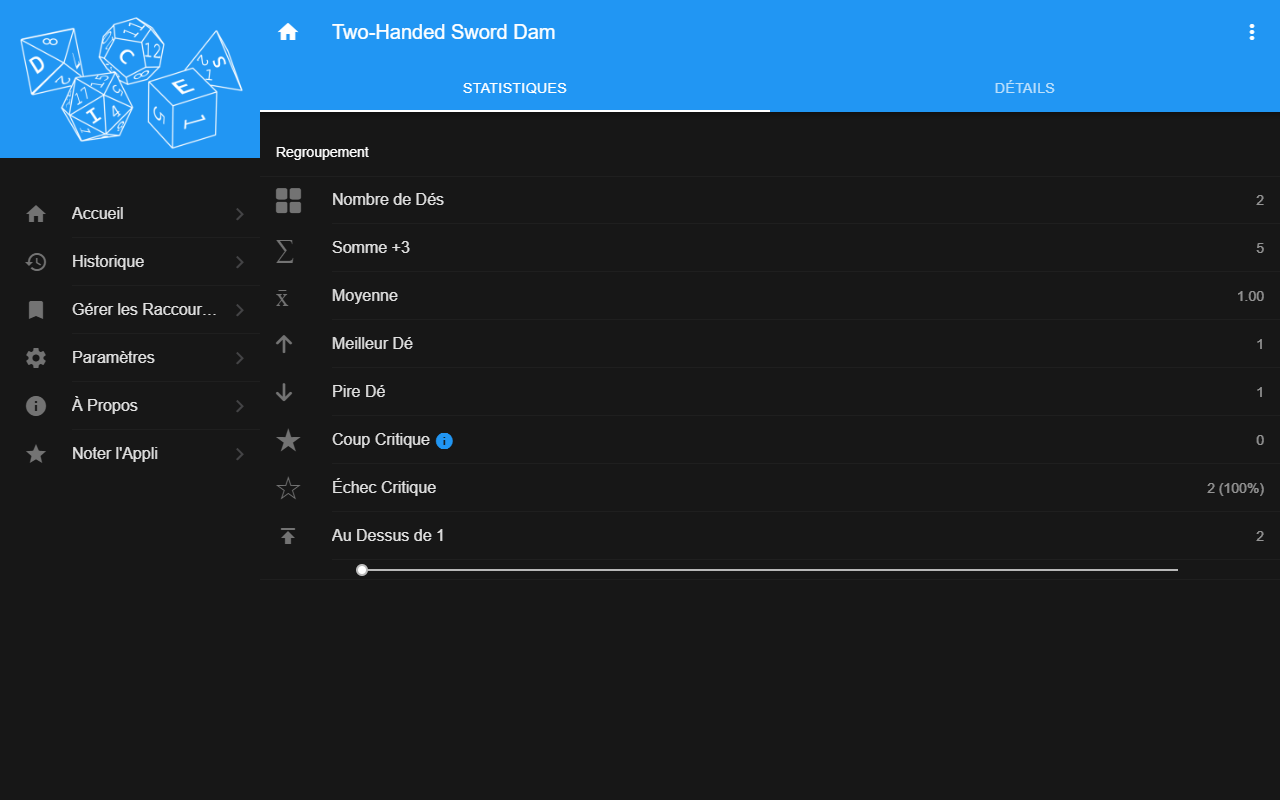 D I C E S
Two-Handed Sword Dam
STATISTIQUES
DÉTAILS
Accueil
Historique
Gérer les Raccour...
Paramètres
À Propos
Noter l'Appli
Regroupement
Nombre de Dés 2
Somme +3 5
Moyenne 1.00
Meilleur Dé 1
Pire Dé 1
Coup Critique 0
Échec Critique 2 (100%)
Au Dessus de 1 2